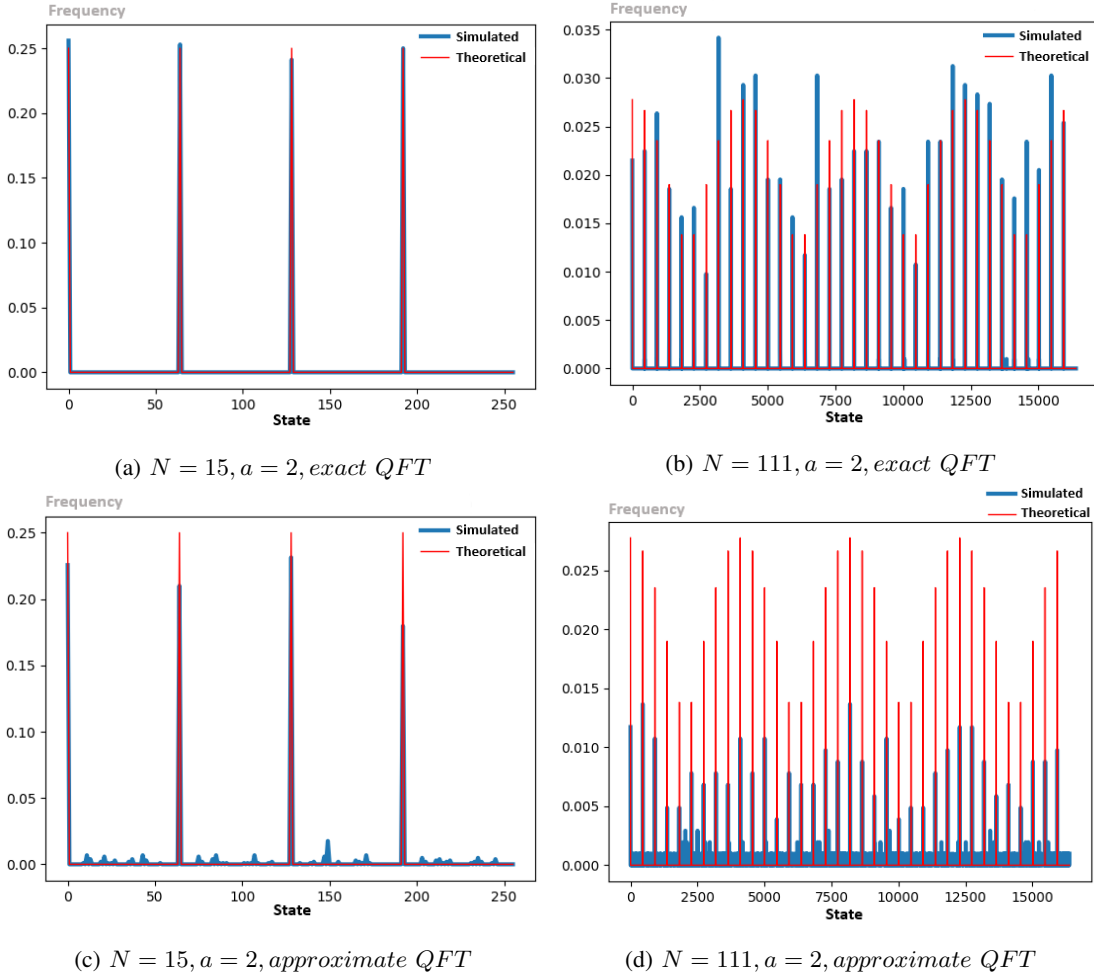 Frequency
Simulated
Theoretical
0.25
0.20
0.15
0.10
0.05
0.00
0 50 100 150 200 250
State
(a) N = 15, a = 2, exact QFT
Frequency
Simulated
Theoretical
0.035
0.030
0.025
0.020
0.015
0.010
0.005
0.000
0 2500 5000 7500 10000 12500 15000
State
(b) N = 111, a = 2, exact QFT
Frequency
Simulated
Theoretical
0.25
0.20
0.15
0.10
0.05
0.00
0 50 100 150 200 250
State
(c) N = 15, a = 2, approximate QFT
Frequency
Simulated
Theoretical
0.025
0.020
0.015
0.010
0.005
0.000
0 2500 5000 7500 10000 12500 15000
State
(d) N = 111, a = 2, approximate QFT